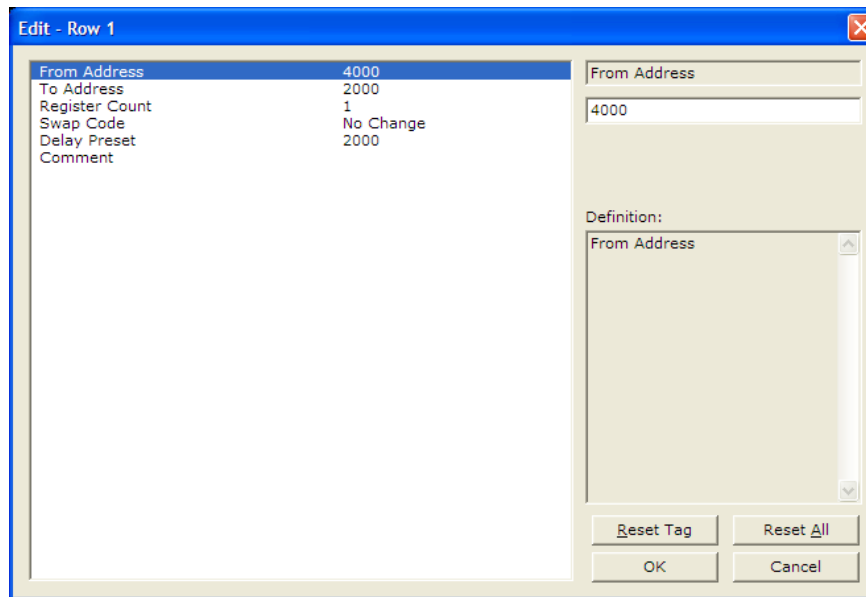 Edit - Row 1
From Address 4000
To Address 2000
Register Count 1
Swap Code No Change
Delay Preset 2000
Comment
From Address
4000
Definition:
From Address
Reset Tag Reset All
OK Cancel